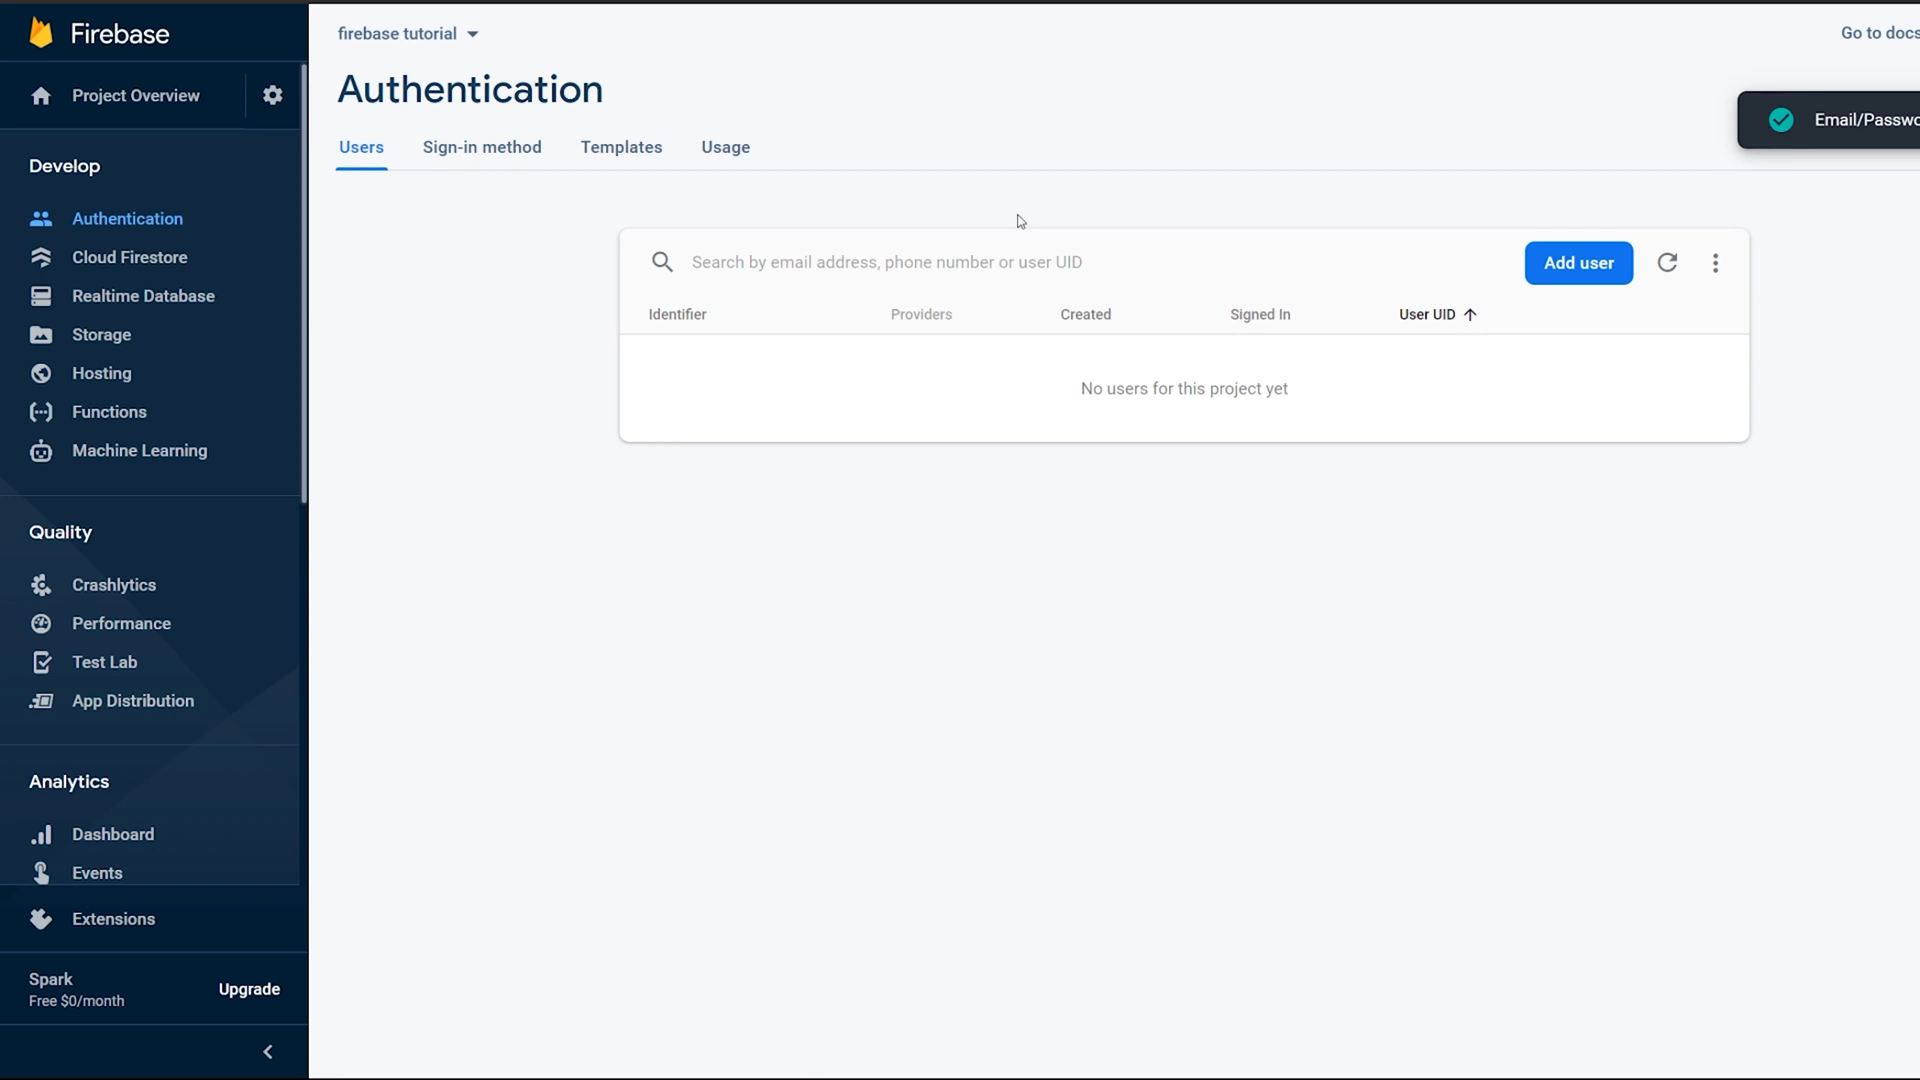 Firebase
Project Overview
Develop
Authentication
Cloud Firestore
Realtime Database
Storage
Hosting
Functions
Machine Learning
Quality
Crashlytics
Performance
Test Lab
App Distribution
Analytics
Dashboard
Events
Extensions
Spark
Free $0/month
Upgrade
firebase tutorial
Go to docs
Authentication
Users Sign-in method Templates Usage
Email/Passwo
Search by email address, phone number or user UID
Add user
Identifier Providers Created Signed In User UID
No users for this project yet